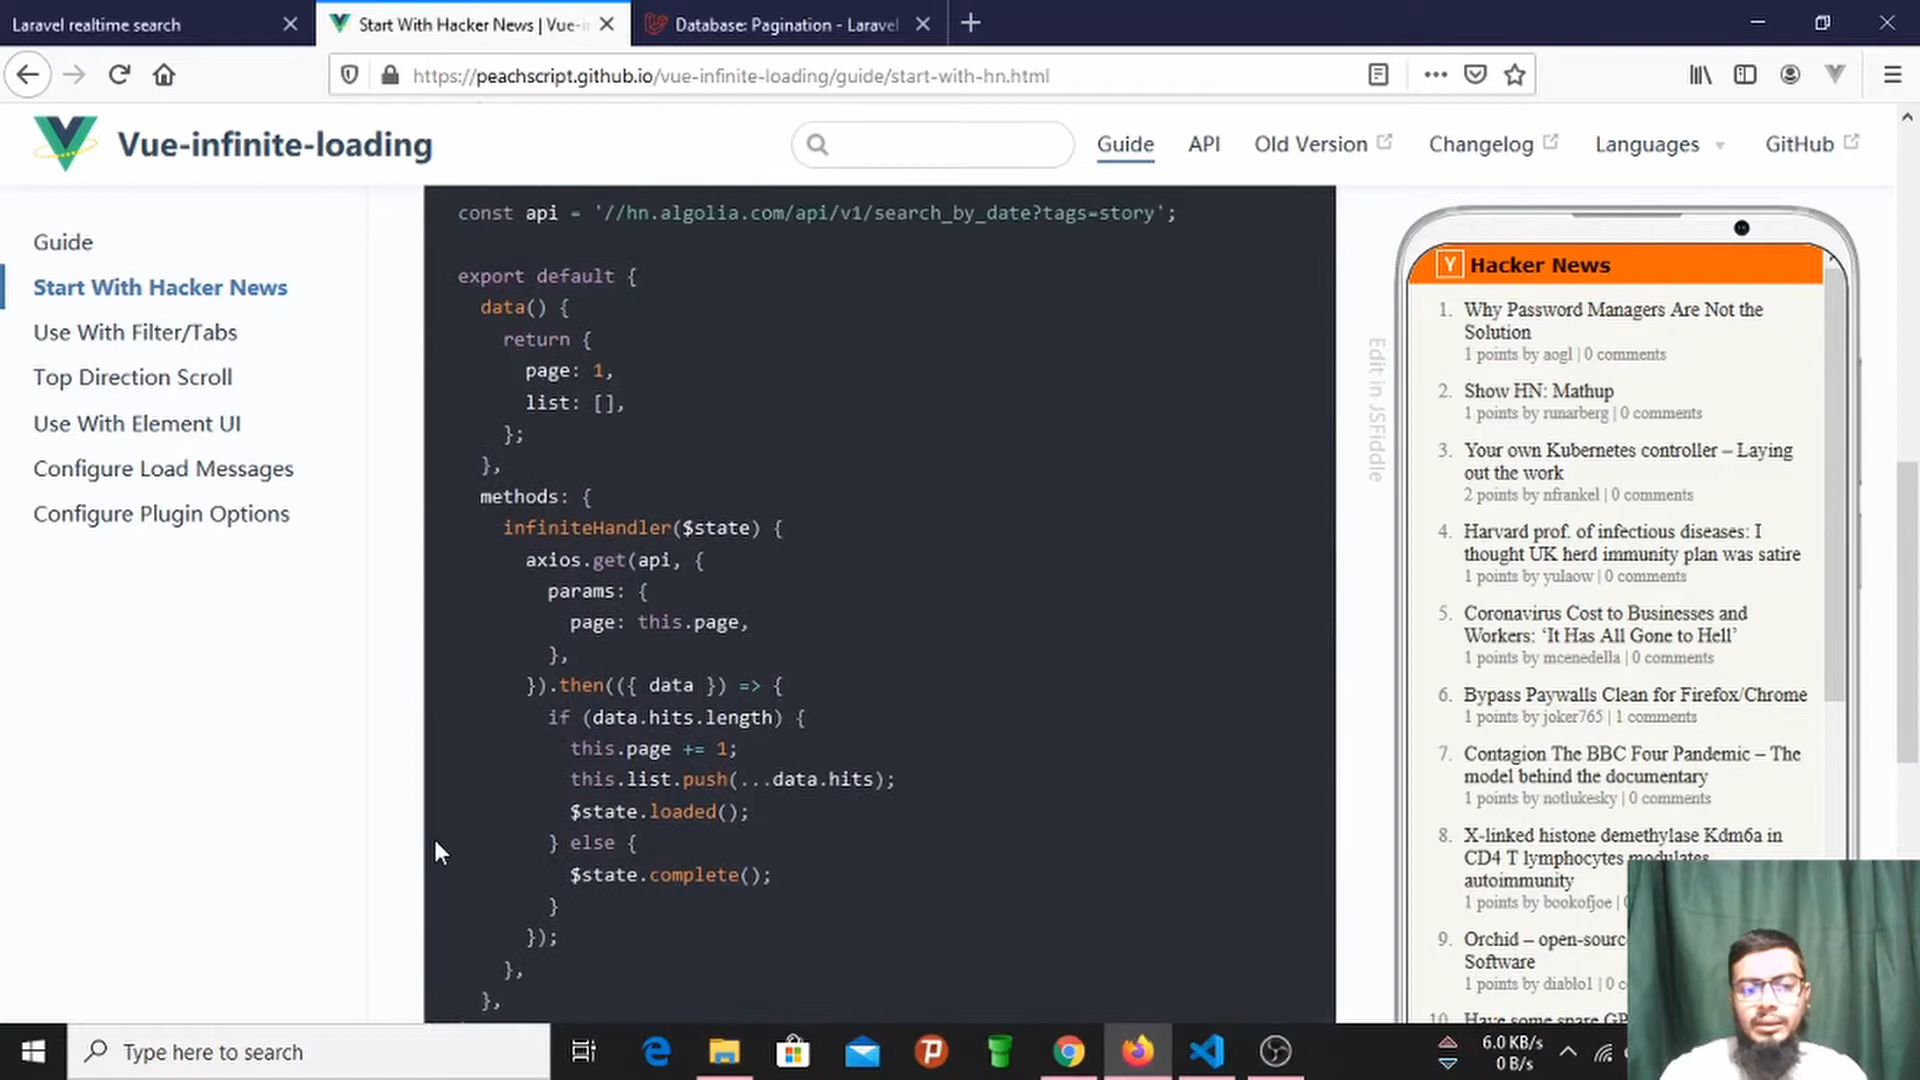 Laravel realtime search
Start With Hacker News | Vue-i
Database: Pagination - Laravel
https://peachscript.github.io/vue-infinite-loading/guide/start-with-hn.html
Vue-infinite-loading
Guide
API
Old Version
Changelog
Languages
GitHub
Guide
Start With Hacker News
Use With Filter/Tabs
Top Direction Scroll
Use With Element UI
Configure Load Messages
Configure Plugin Options
const api = '//hn.algolia.com/api/v1/search_by_date?tags=story';
export default {
data() {
return {
page: 1,
list: [],
};
},
methods: {
infiniteHandler($state) {
axios.get(api, {
params: {
page: this.page,
},
}).then(({ data }) => {
if (data.hits.length) {
this.page += 1;
this.list.push(...data.hits);
$state.loaded();
} else {
$state.complete();
}
});
},
},
Edit in JSFiddle
Y Hacker News
1. Why Password Managers Are Not the
Solution
1 points by aogl | 0 comments
2. Show HN: Mathup
1 points by runarberg | 0 comments
3. Your own Kubernetes controller – Laying
out the work
2 points by nfrankel | 0 comments
4. Harvard prof. of infectious diseases: I
thought UK herd immunity plan was satire
1 points by yulaow | 0 comments
5. Coronavirus Cost to Businesses and
Workers: ‘It Has All Gone to Hell’
1 points by mcenedella | 0 comments
6. Bypass Paywalls Clean for Firefox/Chrome
1 points by joker765 | 1 comments
7. Contagion The BBC Four Pandemic – The
model behind the documentary
1 points by notlukesky | 0 comments
8. X-linked histone demethylase Kdm6a in
CD4 T lymphocytes modulates
autoimmunity
1 points by bookofjoe |
9. Orchid – open-sourc
Software
1 points by diablo1 | 0 c
10. Have some spare GP
Type here to search
6.0 KB/s
0 B/s